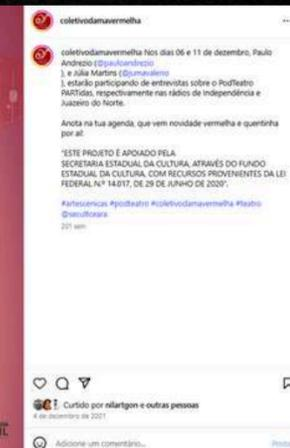 coletivodamavermelha
coletivodamavermelha Nos dias 06 e 11 de dezembro, Paulo
Andrezio (@pauloandrezio
), e Júlia Martins (@jumavaleno
), estarão participando de entrevistas sobre o PodTeatro
PARTidas, respectivamente nas rádios de Independência e
Juazeiro do Norte.
Anota na tua agenda, que vem novidade vermelha e quentinha
por aí!
"ESTE PROJETO É APOIADO PELA
SECRETARIA ESTADUAL DA CULTURA, ATRAVÉS DO FUNDO
ESTADUAL DA CULTURA, COM RECURSOS PROVENIENTES DA LEI
FEDERAL N.º 14.017, DE 29 DE JUNHO DE 2020".
#artescenicas #podteatro #coletivodamavermelha #teatro
@secultceara
201 sem
Curtido por nilartgon e outras pessoas
4 de dezembro de 2021
Adicione um comentário...